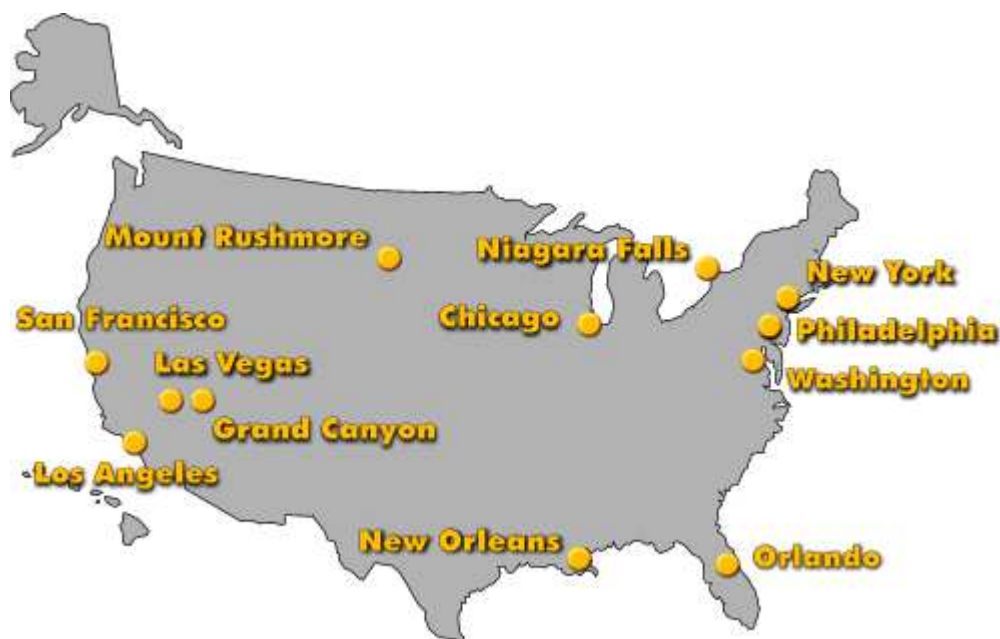 Mount Rushmore
Niagara Falls
New York
San Francisco
Chicago
Philadelphia
Las Vegas
Washington
Grand Canyon
Los Angeles
New Orleans
Orlando